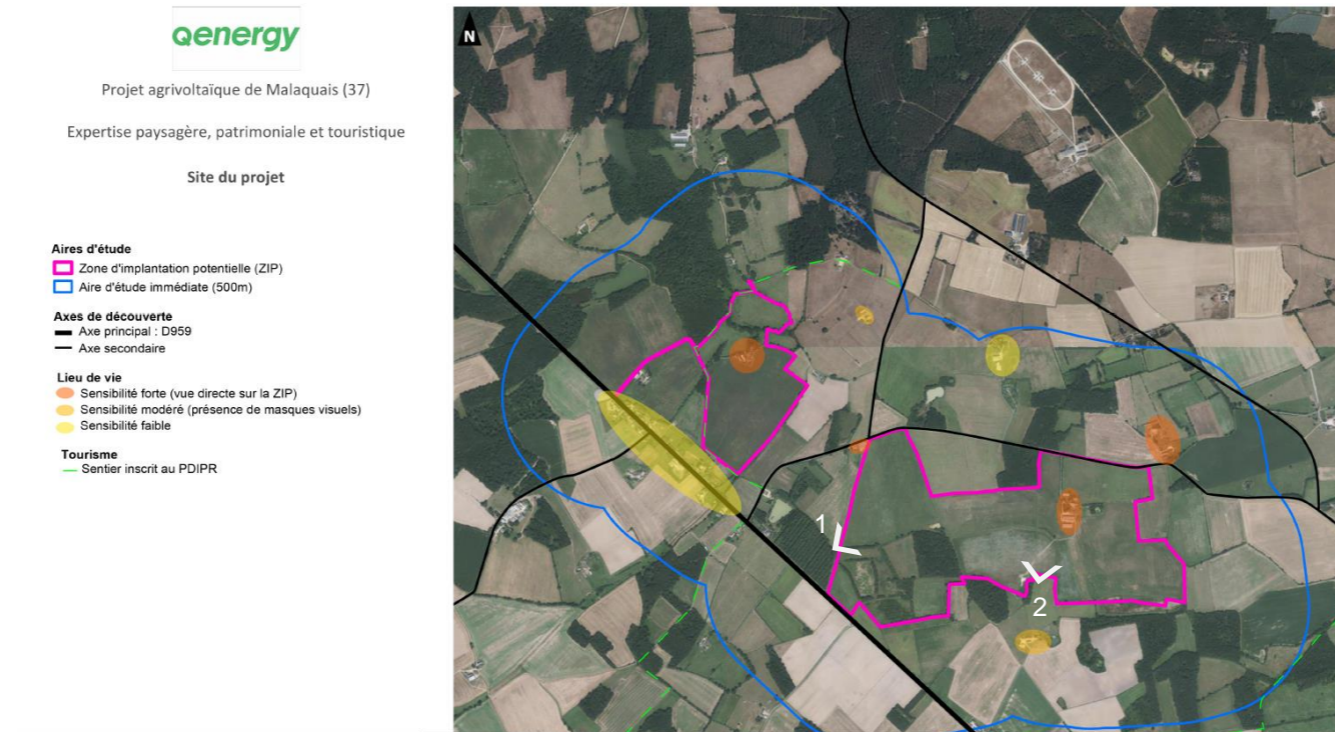 Qenergy
Projet agrivoltaïque de Malaquais (37)
Expertise paysagère, patrimoniale et touristique
Site du projet
Aires d'étude
Zone d'implantation potentielle (ZIP)
Aire d'étude immédiate (500m)
Axes de découverte
Axe principal : D959
Axe secondaire
Lieu de vie
Sensibilité forte (vue directe sur la ZIP)
Sensibilité modéré (présence de masques visuels)
Sensibilité faible
Tourisme
Sentier inscrit au PDIPR
N
1
2